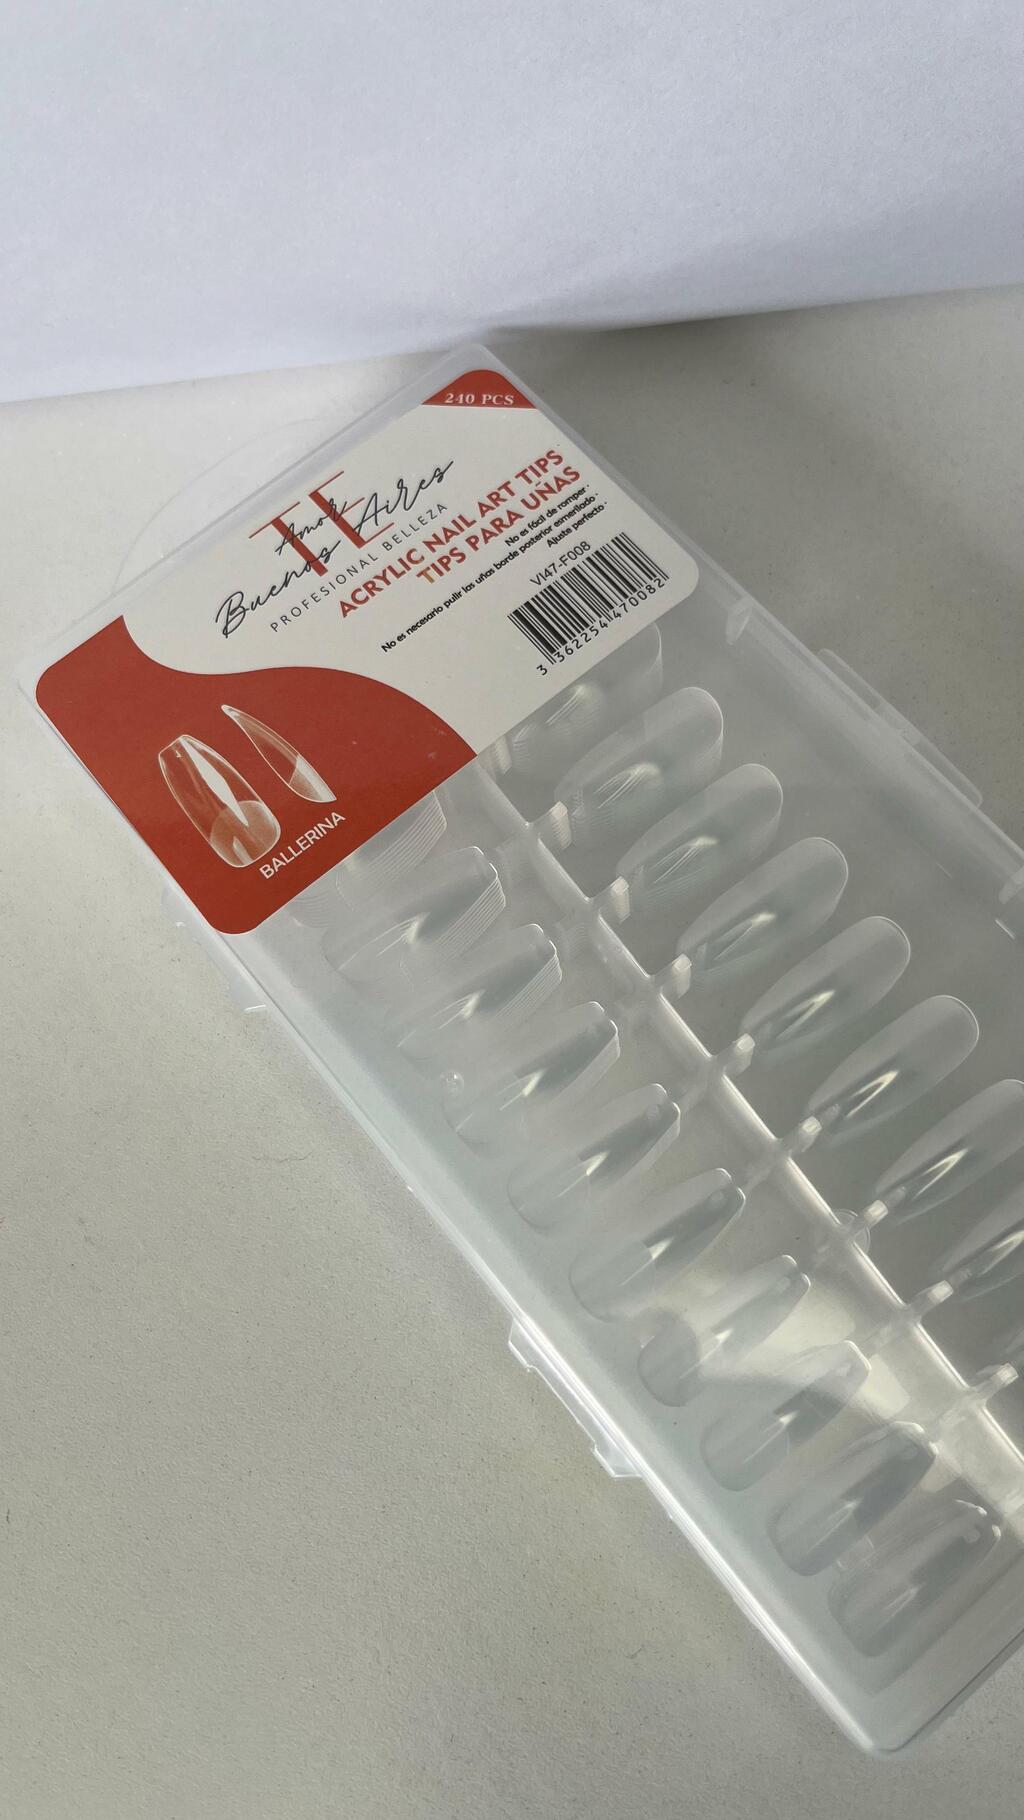 240 PCS
TE
Amor
Buenos Aires
PROFESIONAL BELLEZA
ACRYLIC NAIL ART TIPS
TIPS PARA UÑAS
No es fácil de romper·
No es necesario pulir las uñas borde posterior esmerilado·
Ajuste perfecto·
VI47-F008
3 362254 470082
BALLERINA